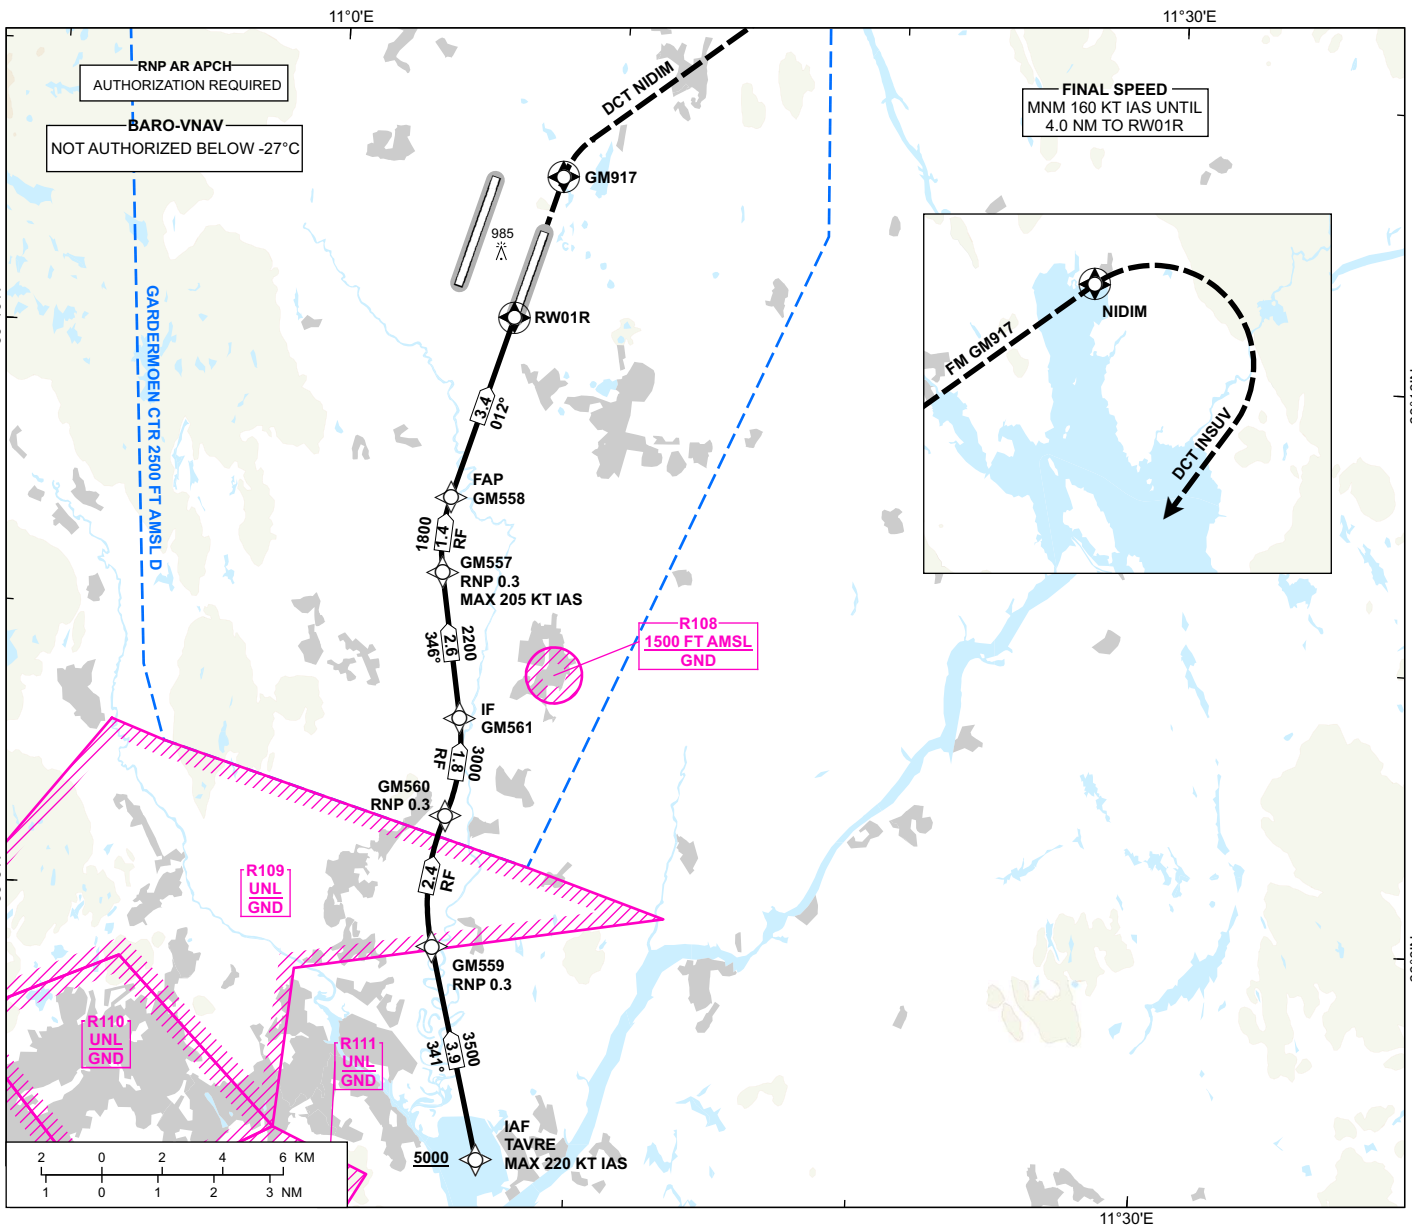 11°0'E
11°30'E
RNP AR APCH
AUTHORIZATION REQUIRED
BARO-VNAV
NOT AUTHORIZED BELOW -27°C
DCT NIDIM
FINAL SPEED
MNM 160 KT IAS UNTIL
4.0 NM TO RW01R
GM917
985
RW01R
GARDERMOEN CTR 2500 FT AMSL D
NIDIM
FM GM917
DCT INSUV
3.4
012°
FAP
GM558
1800
1.4
RF
GM557
RNP 0.3
MAX 205 KT IAS
2200
2.6
346°
R108
1500 FT AMSL
GND
IF
GM561
3000
1.8
RF
GM560
RNP 0.3
2.4
RF
R109
UNL
GND
GM559
RNP 0.3
R110
UNL
GND
R111
UNL
GND
3500
3.9
341°
IAF
TAVRE
MAX 220 KT IAS
5000
2 0 2 4 6 KM
1 0 1 2 3 NM
11°30'E